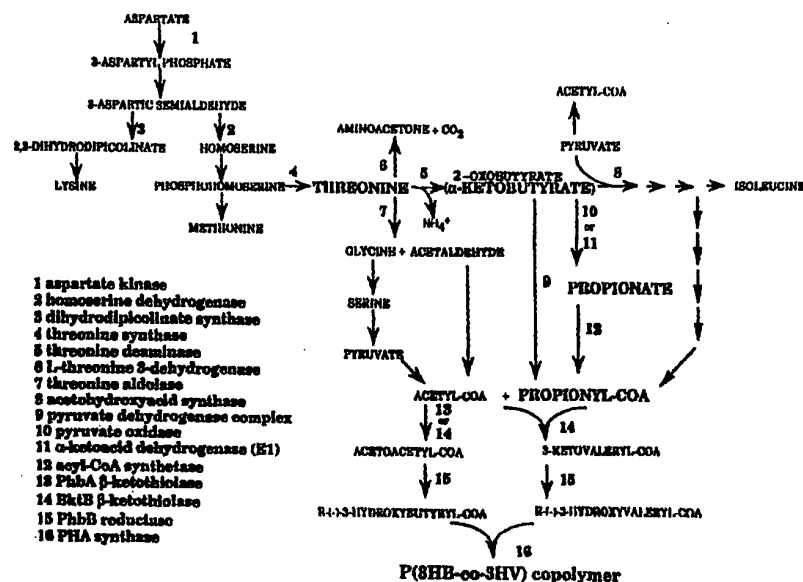 ASPARTATE
1
3-ASPARTYL PHOSPHATE
3-ASPARTIC SEMIALDEHYDE
3 2
2,3-DIHYDRODIPICOLINATE HOMOSERINE
LYSINE PHOSPHOHOMOSERINE 4 THREONINE 5 2-OXOBUTYRATE
(α-KETOBUTYRATE) 8 ISOLEUCINE
METHIONINE
AMINOACETONE + CO2
6
ACETYL-COA
PYRUVATE
NH4+
7
GLYCINE + ACETALDEHYDE
SERINE
PYRUVATE
9
10
or
11
PROPIONATE
12
ACETYL-COA + PROPIONYL-COA
13
or
14
14
ACETOACETYL-COA 3-KETOVALERYL-COA
15 15
R-(-)-3-HYDROXYBUTYRYL-COA R-(-)-3-HYDROXYVALERYL-COA
16
P(3HB-co-3HV) copolymer
1 aspartate kinase
2 homoserine dehydrogenase
3 dihydrodipicolinate synthase
4 threonine synthase
5 threonine deaminase
6 L-threonine 3-dehydrogenase
7 threonine aldolase
8 acetohydroxyacid synthase
9 pyruvate dehydrogenase complex
10 pyruvate oxidase
11 α-ketoacid dehydrogenase (E1)
12 acyl-CoA synthetase
13 PhbA β-ketothiolase
14 BktB β-ketothiolase
15 PhbB reductase
16 PHA synthase